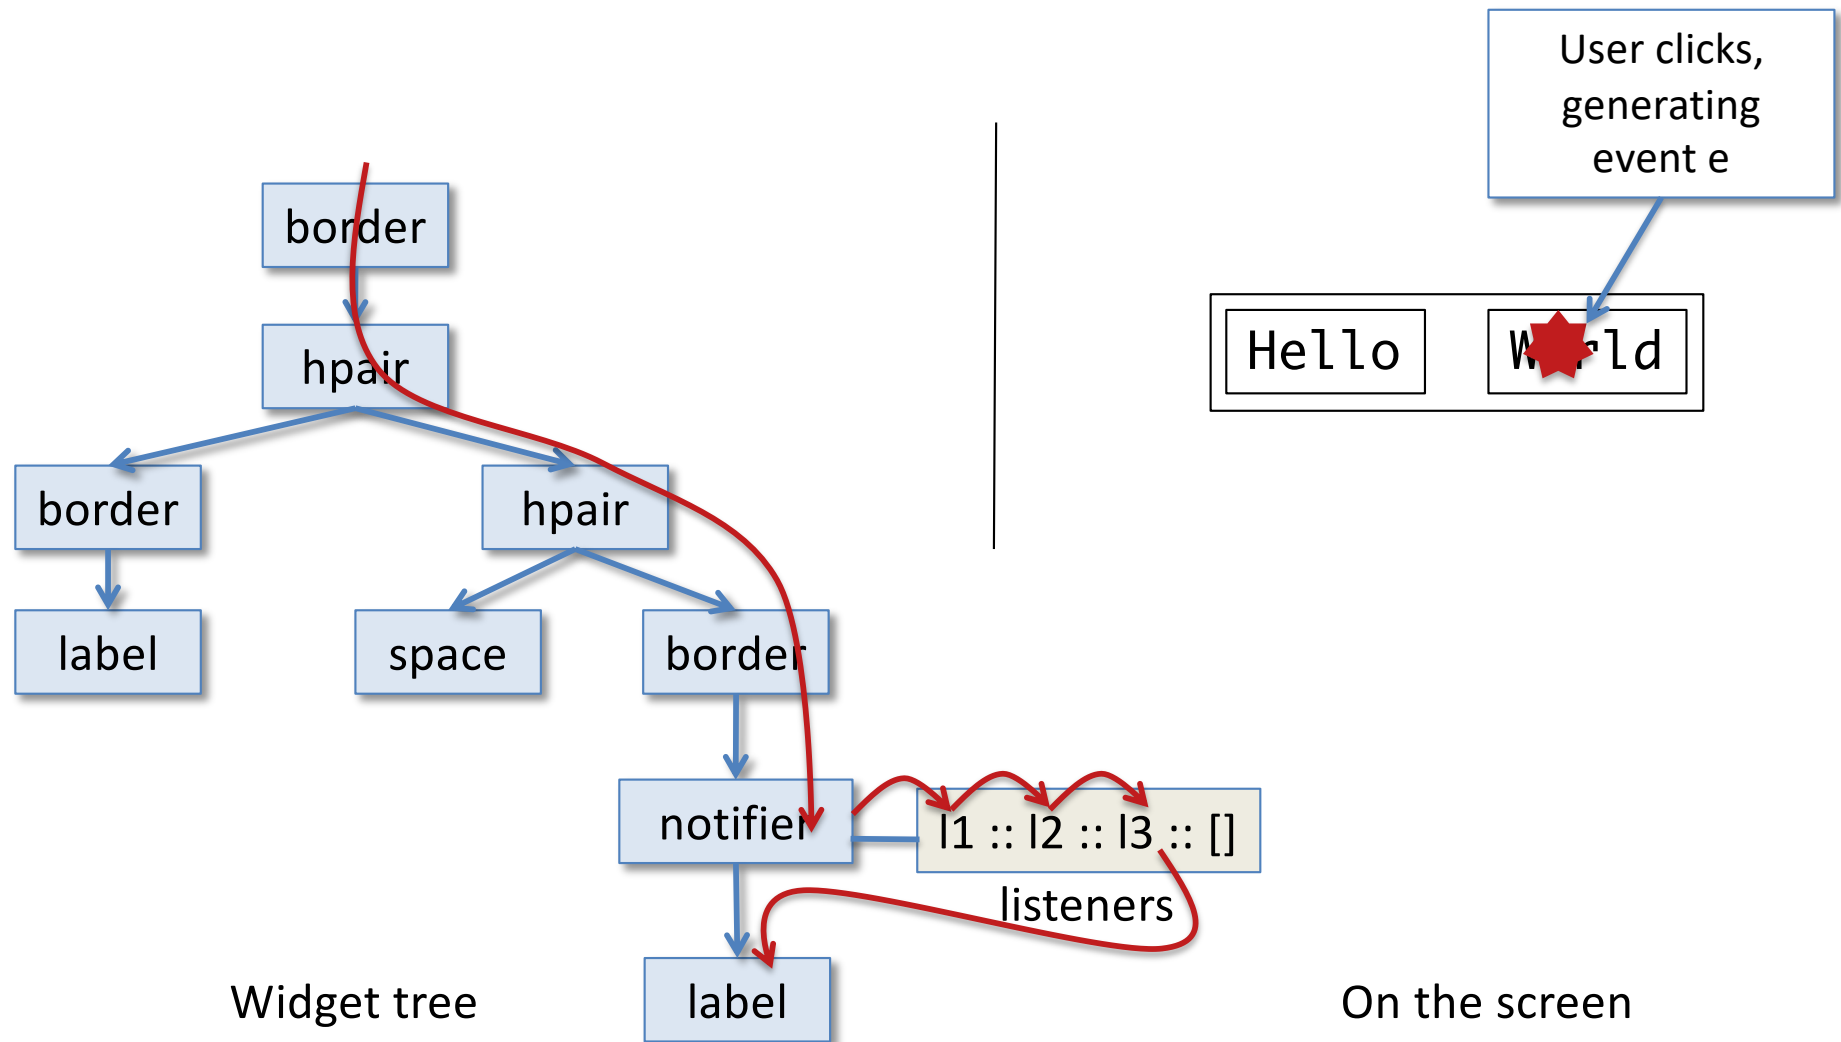 User clicks,
generating
event e
border
hpair
Hello
World
border
hpair
label
space
border
notifier
l1 :: l2 :: l3 :: []
listeners
label
Widget tree
On the screen